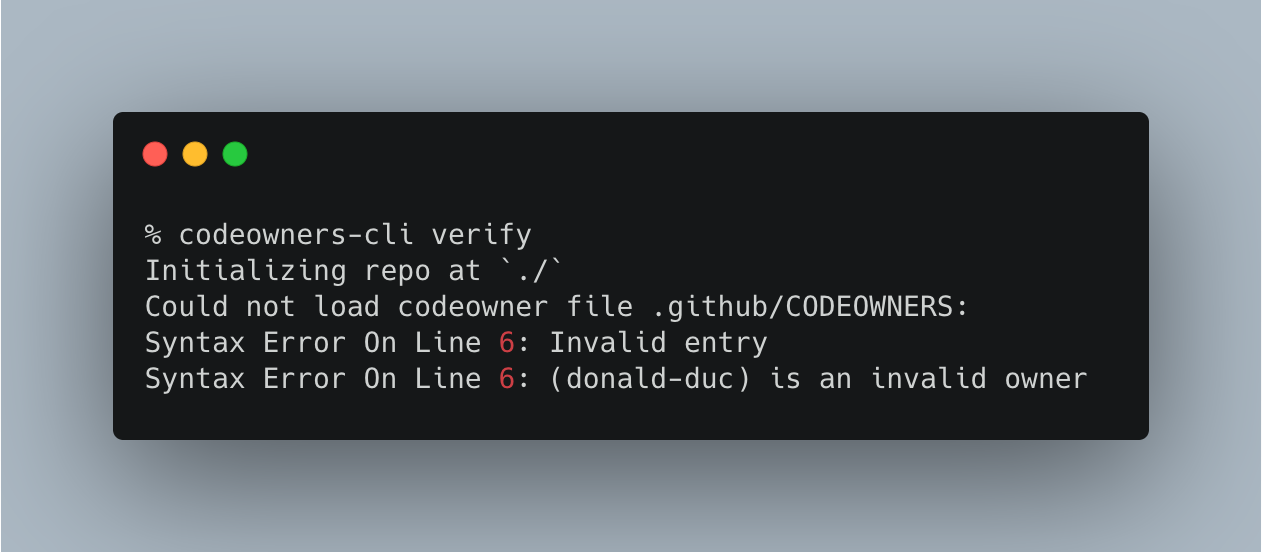 % codeowners-cli verify
Initializing repo at `./`
Could not load codeowner file .github/CODEOWNERS:
Syntax Error On Line 6: Invalid entry
Syntax Error On Line 6: (donald-duc) is an invalid owner